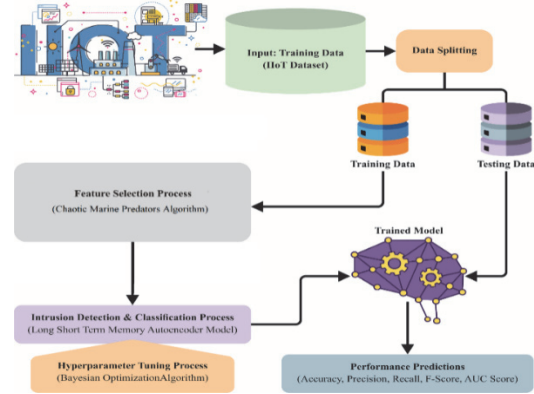 IIoT
Input: Training Data
(IIoT Dataset)
Data Splitting
Training Data
Testing Data
Feature Selection Process
(Chaotic Marine Predators Algorithm)
Trained Model
Intrusion Detection & Classification Process
(Long Short Term Memory Autoencoder Model)
Hyperparameter Tuning Process
(Bayesian OptimizationAlgorithm)
Performance Predictions
(Accuracy, Precision, Recall, F-Score, AUC Score)